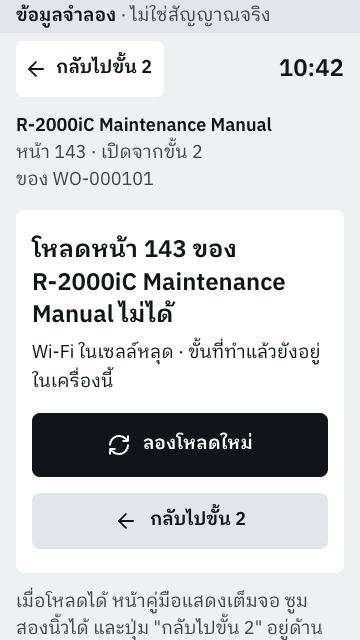 ข้อมูลจำลอง · ไม่ใช่สัญญาณจริง
กลับไปขั้น 2
10:42
R-2000iC Maintenance Manual
หน้า 143 · เปิดจากขั้น 2
ของ WO-000101
โหลดหน้า 143 ของ
R-2000iC Maintenance
Manual ไม่ได้
Wi-Fi ในเซลล์หลุด · ขั้นที่ทำแล้วยังอยู่
ในเครื่องนี้
ลองโหลดใหม่
กลับไปขั้น 2
เมื่อโหลดได้ หน้าคู่มือแสดงเต็มจอ ซูม
สองนิ้วได้ และปุ่ม "กลับไปขั้น 2" อยู่ด้าน